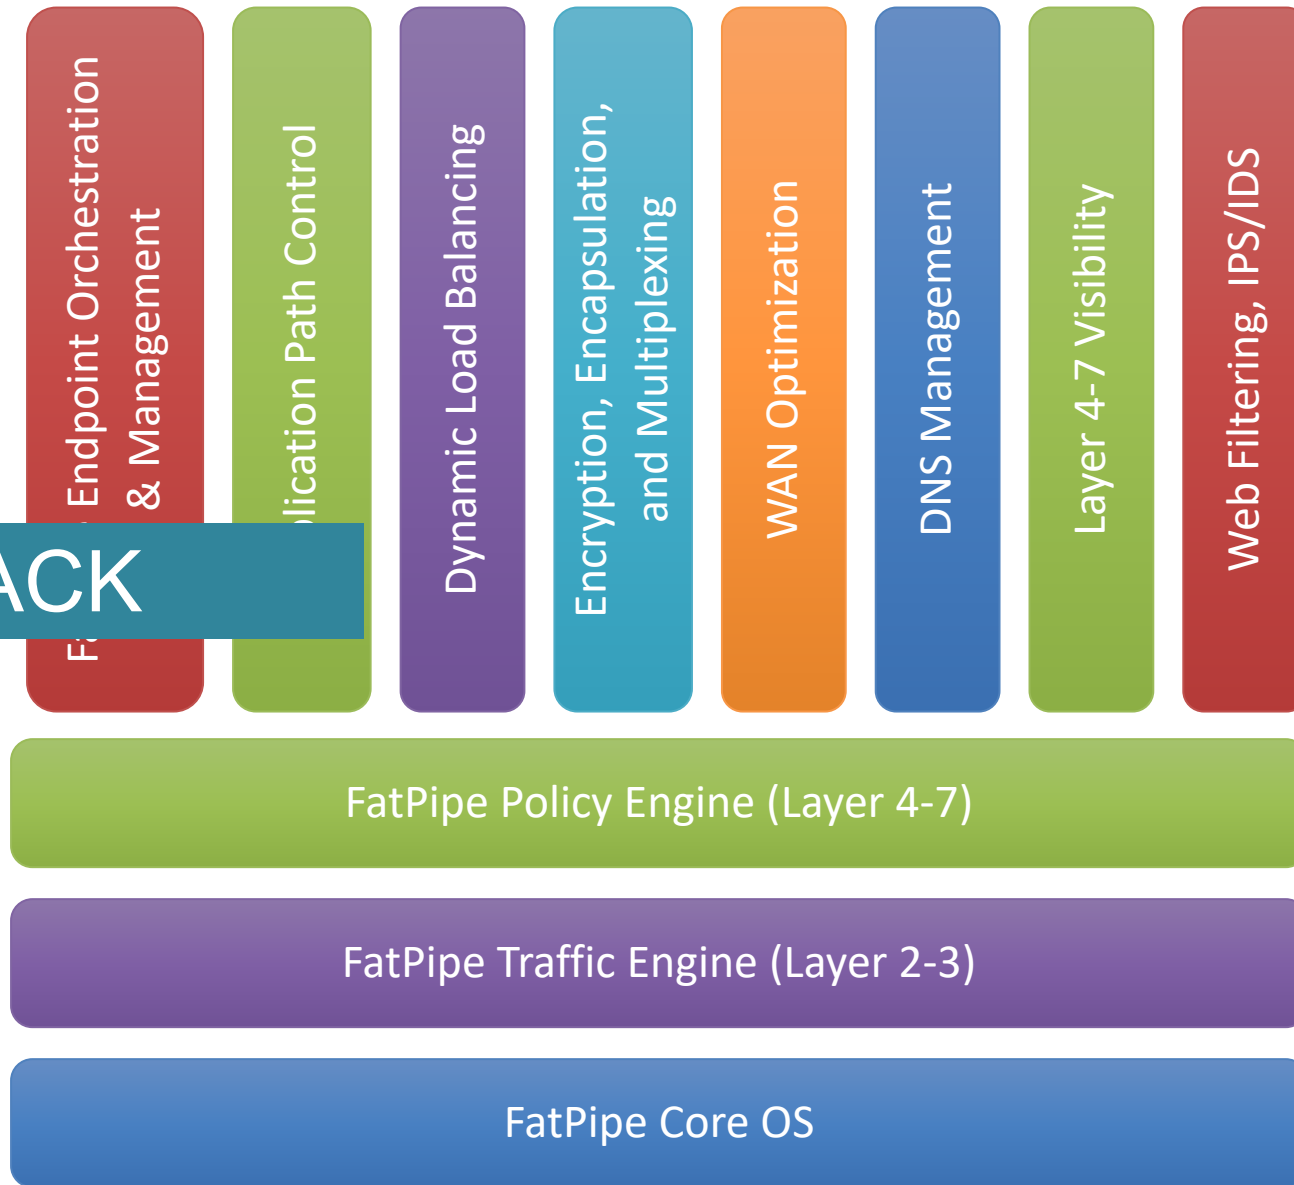 Endpoint Orchestration
& Management
Path Control
Dynamic Load Balancing
Encryption, Encapsulation,
and Multiplexing
WAN Optimization
DNS Management
Layer 4-7 Visibility
Web Filtering, IPS/IDS
ACK
FatPipe Policy Engine (Layer 4-7)
FatPipe Traffic Engine (Layer 2-3)
FatPipe Core OS